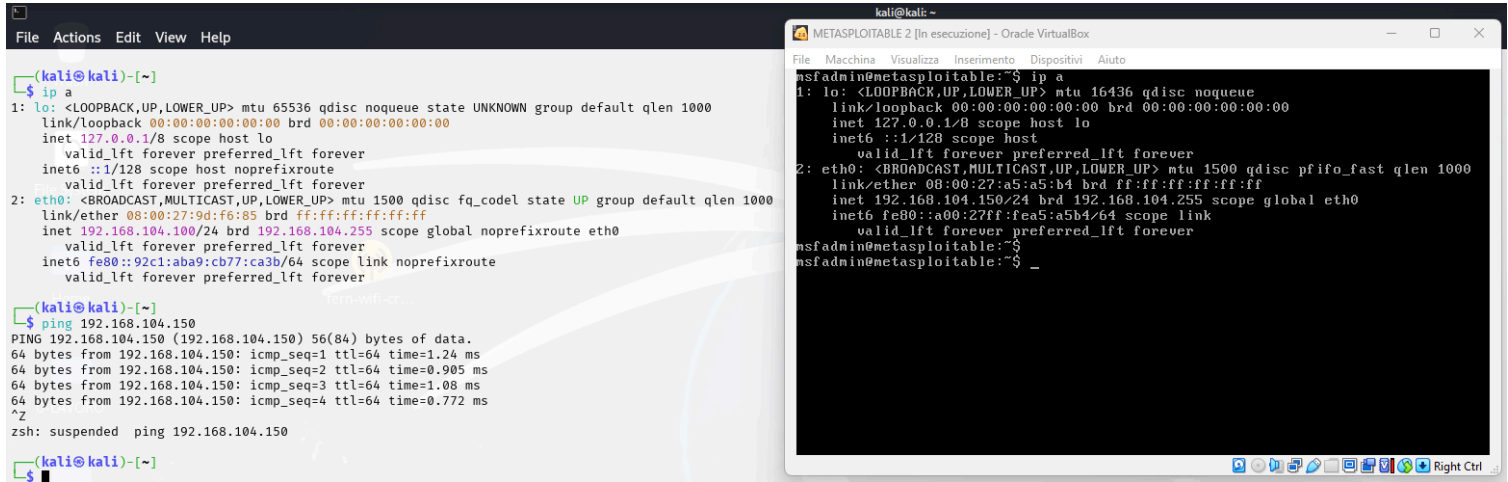 kali@kali: ~
File Actions Edit View Help
┌──(kali㉿kali)-[~]
└─$ ip a
1: lo: <LOOPBACK,UP,LOWER_UP> mtu 65536 qdisc noqueue state UNKNOWN group default qlen 1000
    link/loopback 00:00:00:00:00:00 brd 00:00:00:00:00:00
    inet 127.0.0.1/8 scope host lo
       valid_lft forever preferred_lft forever
    inet6 ::1/128 scope host noprefixroute
       valid_lft forever preferred_lft forever
2: eth0: <BROADCAST,MULTICAST,UP,LOWER_UP> mtu 1500 qdisc fq_codel state UP group default qlen 1000
    link/ether 08:00:27:9d:f6:85 brd ff:ff:ff:ff:ff:ff
    inet 192.168.104.100/24 brd 192.168.104.255 scope global noprefixroute eth0
       valid_lft forever preferred_lft forever
    inet6 fe80::92c1:aba9:cb77:ca3b/64 scope link noprefixroute
       valid_lft forever preferred_lft forever
┌──(kali㉿kali)-[~]
└─$ ping 192.168.104.150
PING 192.168.104.150 (192.168.104.150) 56(84) bytes of data.
64 bytes from 192.168.104.150: icmp_seq=1 ttl=64 time=1.24 ms
64 bytes from 192.168.104.150: icmp_seq=2 ttl=64 time=0.905 ms
64 bytes from 192.168.104.150: icmp_seq=3 ttl=64 time=1.08 ms
64 bytes from 192.168.104.150: icmp_seq=4 ttl=64 time=0.772 ms
^Z
zsh: suspended  ping 192.168.104.150
┌──(kali㉿kali)-[~]
└─$
fern-wifi-cr...
METASPLOITABLE 2 [In esecuzione] - Oracle VirtualBox
File Macchina Visualizza Inserimento Dispositivi Aiuto
msfadmin@metasploitable:~$ ip a
1: lo: <LOOPBACK,UP,LOWER_UP> mtu 16436 qdisc noqueue
    link/loopback 00:00:00:00:00:00 brd 00:00:00:00:00:00
    inet 127.0.0.1/8 scope host lo
    inet6 ::1/128 scope host
       valid_lft forever preferred_lft forever
2: eth0: <BROADCAST,MULTICAST,UP,LOWER_UP> mtu 1500 qdisc pfifo_fast qlen 1000
    link/ether 08:00:27:a5:a5:b4 brd ff:ff:ff:ff:ff:ff
    inet 192.168.104.150/24 brd 192.168.104.255 scope global eth0
    inet6 fe80::a00:27ff:fea5:a5b4/64 scope link
       valid_lft forever preferred_lft forever
msfadmin@metasploitable:~$
msfadmin@metasploitable:~$ _
Right Ctrl